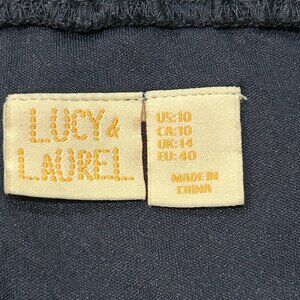 LUCY &
LAUREL
US:10
CA:10
UK:14
EU: 40
MADE IN
CHINA